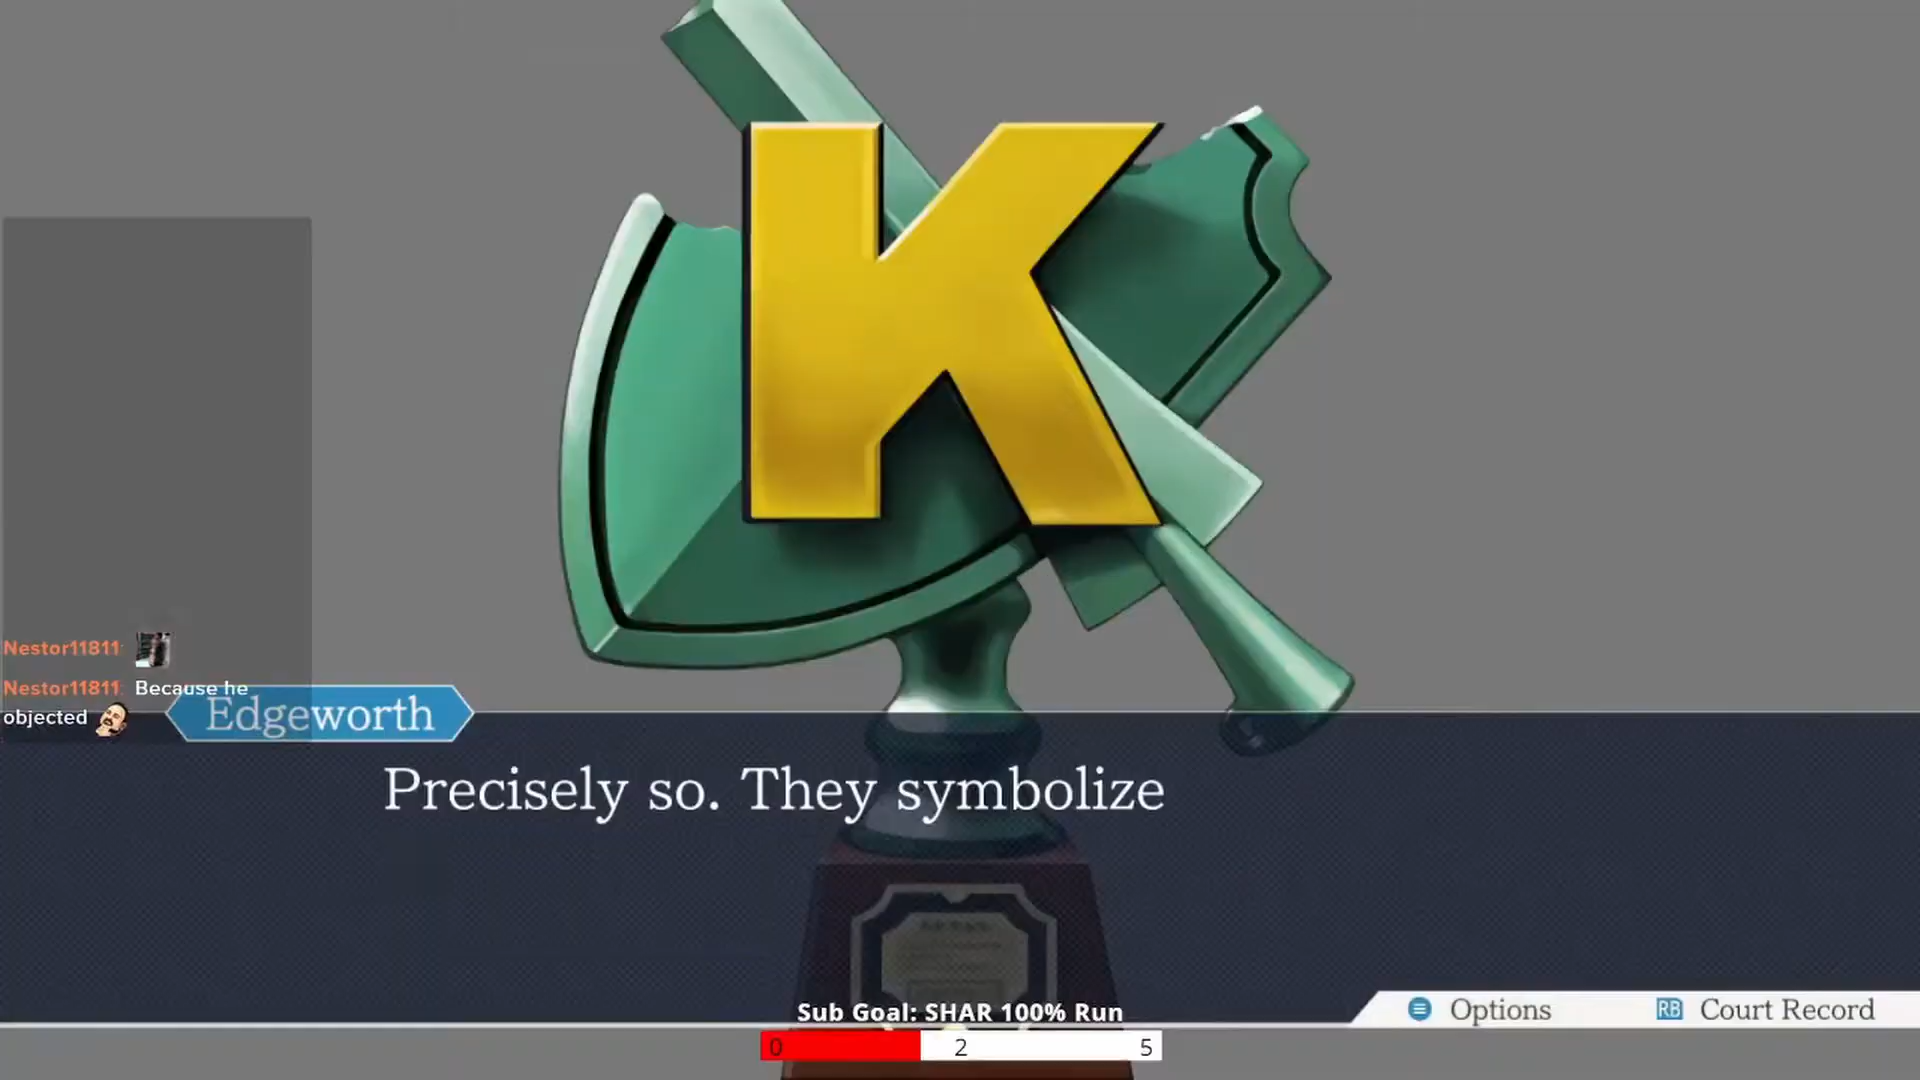 K
Nestor11811:
Nestor11811: Because he
objected
Edgeworth
Precisely so. They symbolize
Options
RB Court Record
Sub Goal: SHAR 100% Run
0 2 5